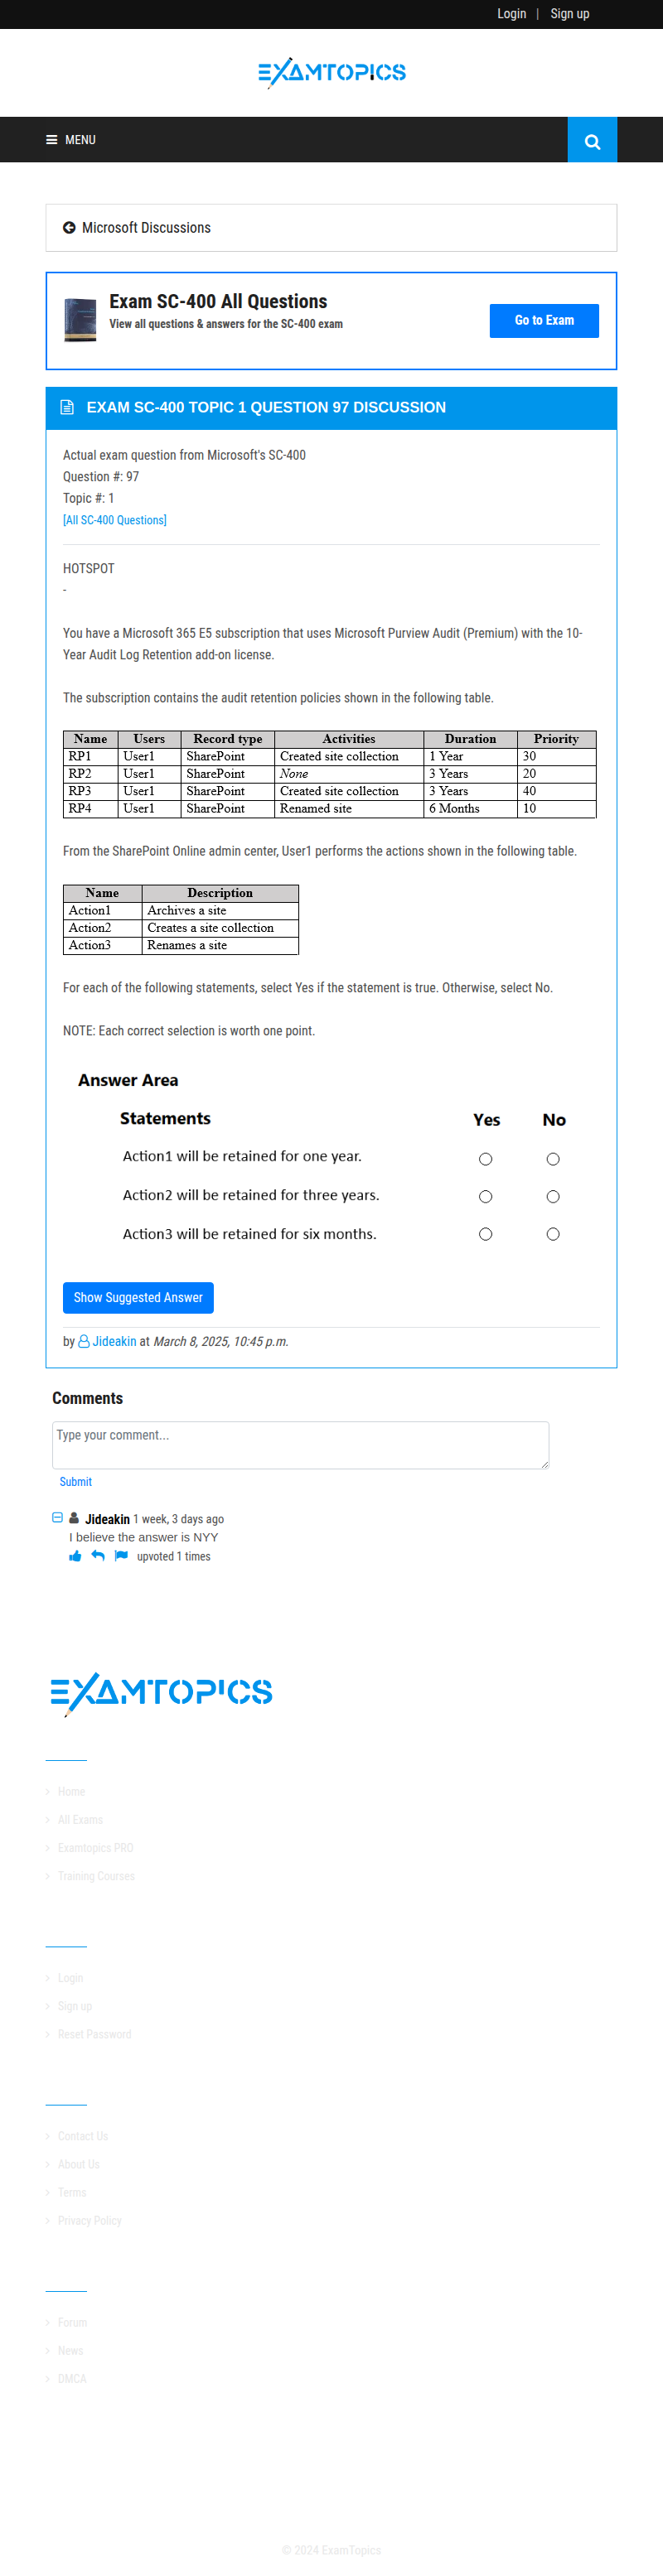 Login | Sign up
EXAMTOPICS
MENU
Microsoft Discussions
Exam SC-400 All Questions
View all questions & answers for the SC-400 exam
Go to Exam
EXAM SC-400 TOPIC 1 QUESTION 97 DISCUSSION
Actual exam question from Microsoft's SC-400
Question #: 97
Topic #: 1
[All SC-400 Questions]
HOTSPOT
-
You have a Microsoft 365 E5 subscription that uses Microsoft Purview Audit (Premium) with the 10-
Year Audit Log Retention add-on license.
The subscription contains the audit retention policies shown in the following table.
Name Users Record type Activities Duration Priority
RP1 User1 SharePoint Created site collection 1 Year 30
RP2 User1 SharePoint None 3 Years 20
RP3 User1 SharePoint Created site collection 3 Years 40
RP4 User1 SharePoint Renamed site 6 Months 10
From the SharePoint Online admin center, User1 performs the actions shown in the following table.
Name Description
Action1 Archives a site
Action2 Creates a site collection
Action3 Renames a site
For each of the following statements, select Yes if the statement is true. Otherwise, select No.
NOTE: Each correct selection is worth one point.
Answer Area
Statements Yes No
Action1 will be retained for one year.
Action2 will be retained for three years.
Action3 will be retained for six months.
Show Suggested Answer
by Jideakin at March 8, 2025, 10:45 p.m.
Comments
Type your comment...
Submit
Jideakin 1 week, 3 days ago
I believe the answer is NYY
upvoted 1 times
EXAMTOPICS
Home
All Exams
Examtopics PRO
Training Courses
Login
Sign up
Reset Password
Contact Us
About Us
Terms
Privacy Policy
Forum
News
DMCA
© 2024 ExamTopics